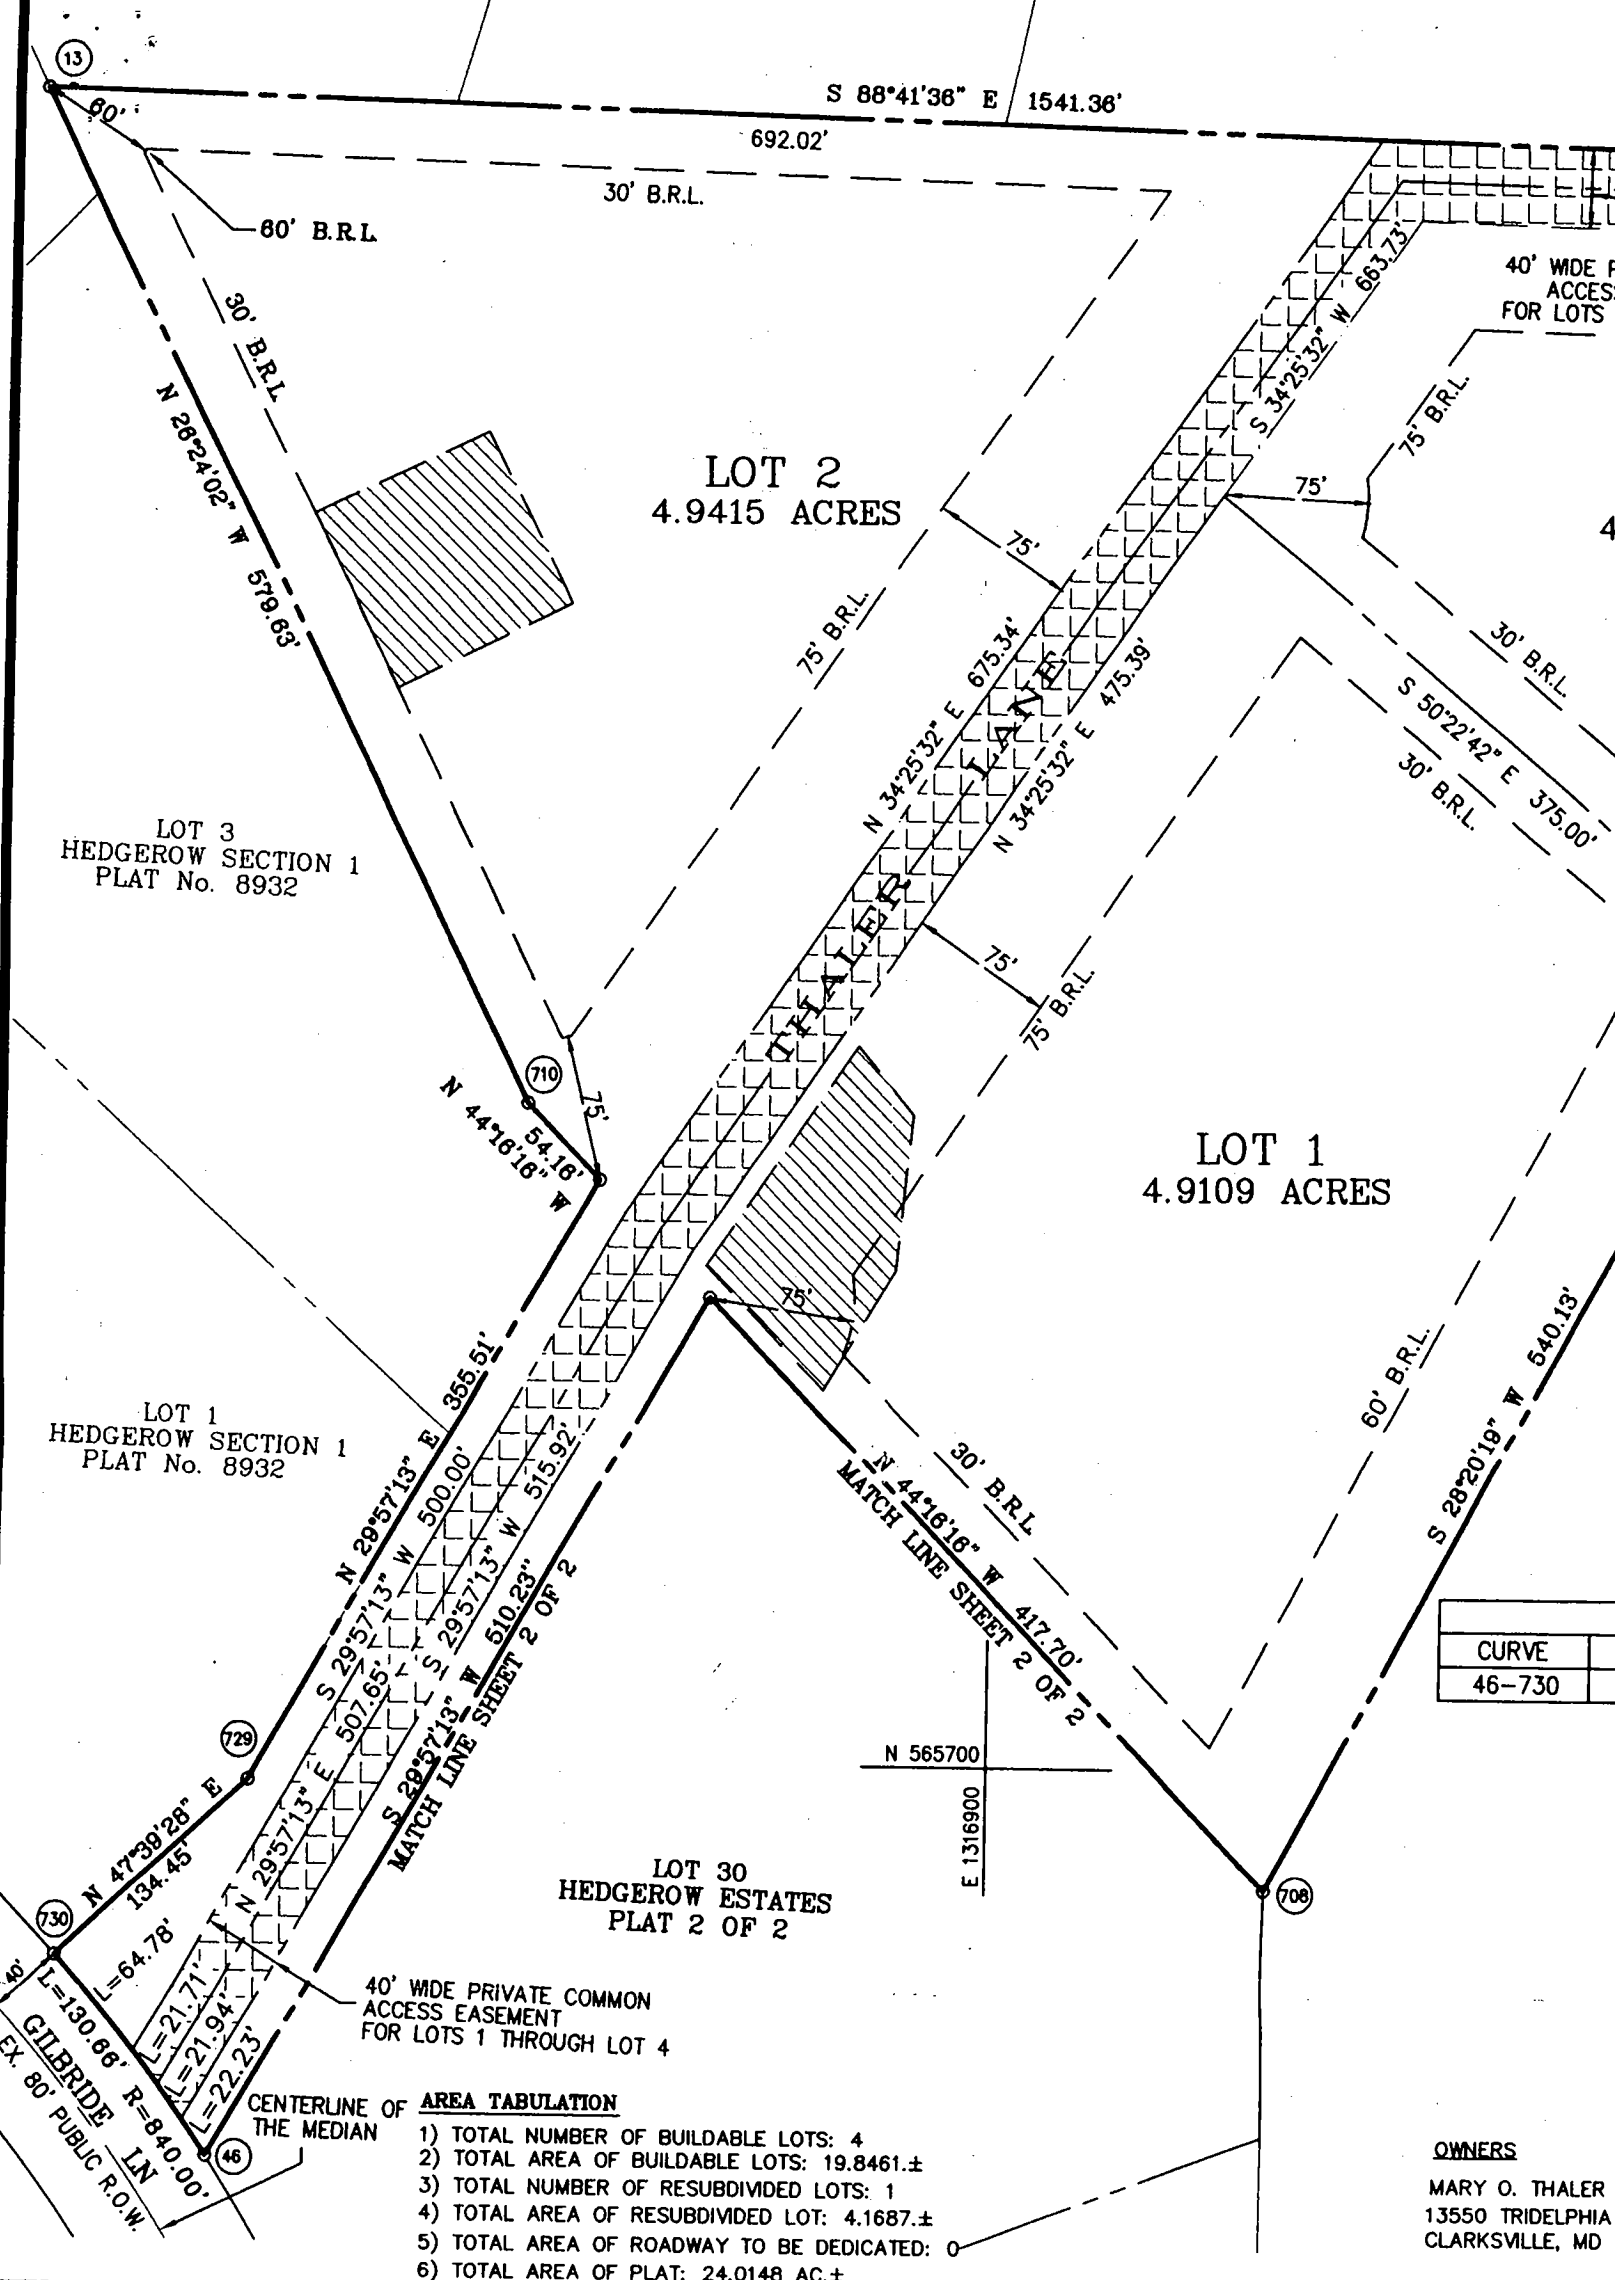 13
S 88°41'36" E 1541.36'
692.02'
60'
30' B.R.L.
60' B.R.L.
30' B.R.L.
N 26°24'02" W 579.63'
LOT 2
4.9415 ACRES
75'
75' B.R.L.
S 34°25'32" W 663.73'
40' WIDE
ACCES
FOR LOTS
75' B.R.L.
75'
4
30' B.R.L.
S 50°22'42" E 375.00'
30' B.R.L.
N 34°25'32" E 675.34'
N 34°25'32" E 475.39'
THALER LANE
LOT 3
HEDGEROW SECTION 1
PLAT No. 8932
75'
75' B.R.L.
710
N 44°16'16" W
54.16'
75'
LOT 1
4.9109 ACRES
75'
LOT 1
HEDGEROW SECTION 1
PLAT No. 8932
N 29°57'13" E 355.51'
S 29°57'13" W 500.00'
S 29°57'13" W 515.92'
N 29°57'13" E 507.65'
S 29°57'13" W 510.23"
MATCH LINE SHEET 2 OF 2
30' B.R.L.
N 44°16'16" W 417.70'
MATCH LINE SHEET 2 OF 2
60' B.R.L.
S 28°20'19" W 540.13'
CURVE
46-730
729
N 47°39'28" E
134.45'
N 565700
E 1316900
708
LOT 30
HEDGEROW ESTATES
PLAT 2 OF 2
730
40'
L=64.78'
L=21.71'
L=21.94'
L=22.23'
L=130.66' R=840.00'
GILBRIDE LN
EX. 80' PUBLIC R.O.W.
46
40' WIDE PRIVATE COMMON
ACCESS EASEMENT
FOR LOTS 1 THROUGH LOT 4
CENTERLINE OF
THE MEDIAN
AREA TABULATION
1) TOTAL NUMBER OF BUILDABLE LOTS: 4
2) TOTAL AREA OF BUILDABLE LOTS: 19.8461.±
3) TOTAL NUMBER OF RESUBDIVIDED LOTS: 1
4) TOTAL AREA OF RESUBDIVIDED LOT: 4.1687.±
5) TOTAL AREA OF ROADWAY TO BE DEDICATED: 0
6) TOTAL AREA OF PLAT: 24.0148 AC.±
OWNERS
MARY O. THALER
13550 TRIDELPHIA
CLARKSVILLE, MD